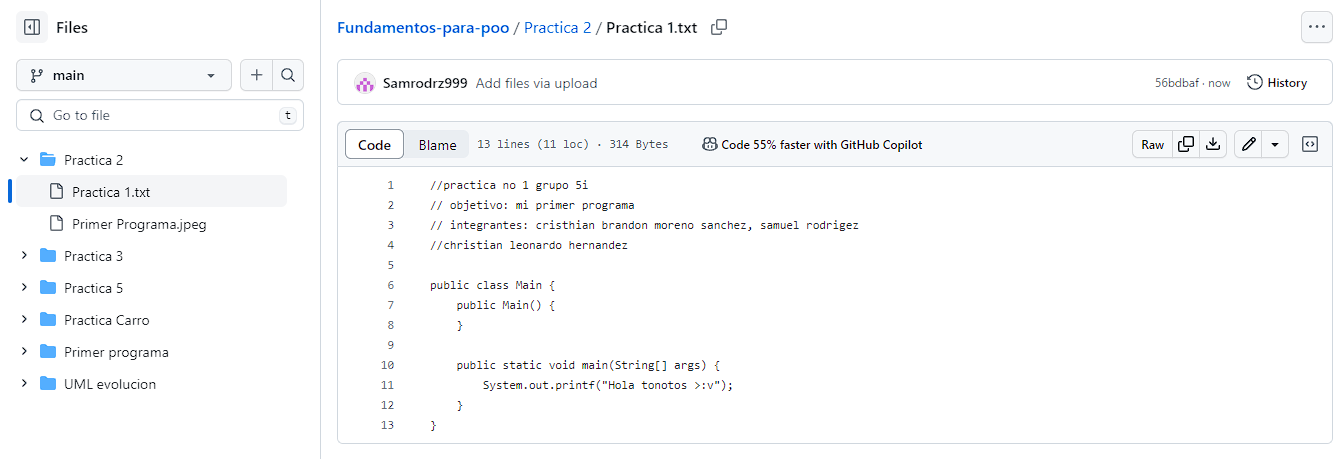 Files
main
Go to file
t
Practica 2
Practica 1.txt
Primer Programa.jpeg
Practica 3
Practica 5
Practica Carro
Primer programa
UML evolucion
Fundamentos-para-poo / Practica 2 / Practica 1.txt
Samrodrz999 Add files via upload
56bdbaf · now
History
Code Blame 13 lines (11 loc) · 314 Bytes Code 55% faster with GitHub Copilot Raw
1 //practica no 1 grupo 5i
2 // objetivo: mi primer programa
3 // integrantes: cristhian brandon moreno sanchez, samuel rodrigez
4 //christian leonardo hernandez
5
6 public class Main {
7     public Main() {
8     }
9
10     public static void main(String[] args) {
11         System.out.printf("Hola tonotos >:v");
12     }
13 }